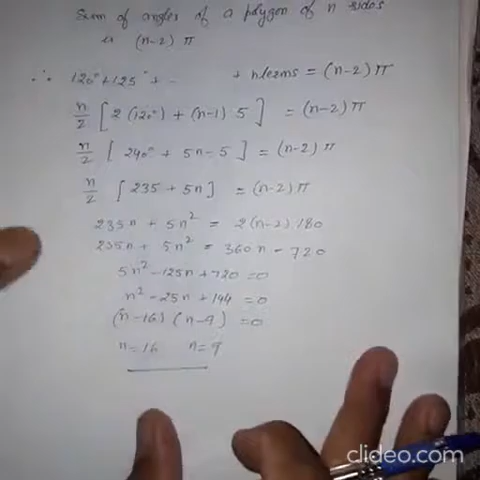 Sum of angles of a polygon of n sides
is (n-2) π
∴ 120° + 125° + - + n terms = (n-2) π
n/2 [ 2 (120°) + (n-1) 5 ] = (n-2) π
n/2 [ 240° + 5n - 5 ] = (n-2) π
n/2 [ 235 + 5n ] = (n-2) π
235n + 5n² = 2(n-2) 180
235n + 5n² = 360n - 720
5n² - 125n + 720 = 0
n² - 25n + 144 = 0
(n-16) (n-9) = 0
n=16 n=9
clideo.com